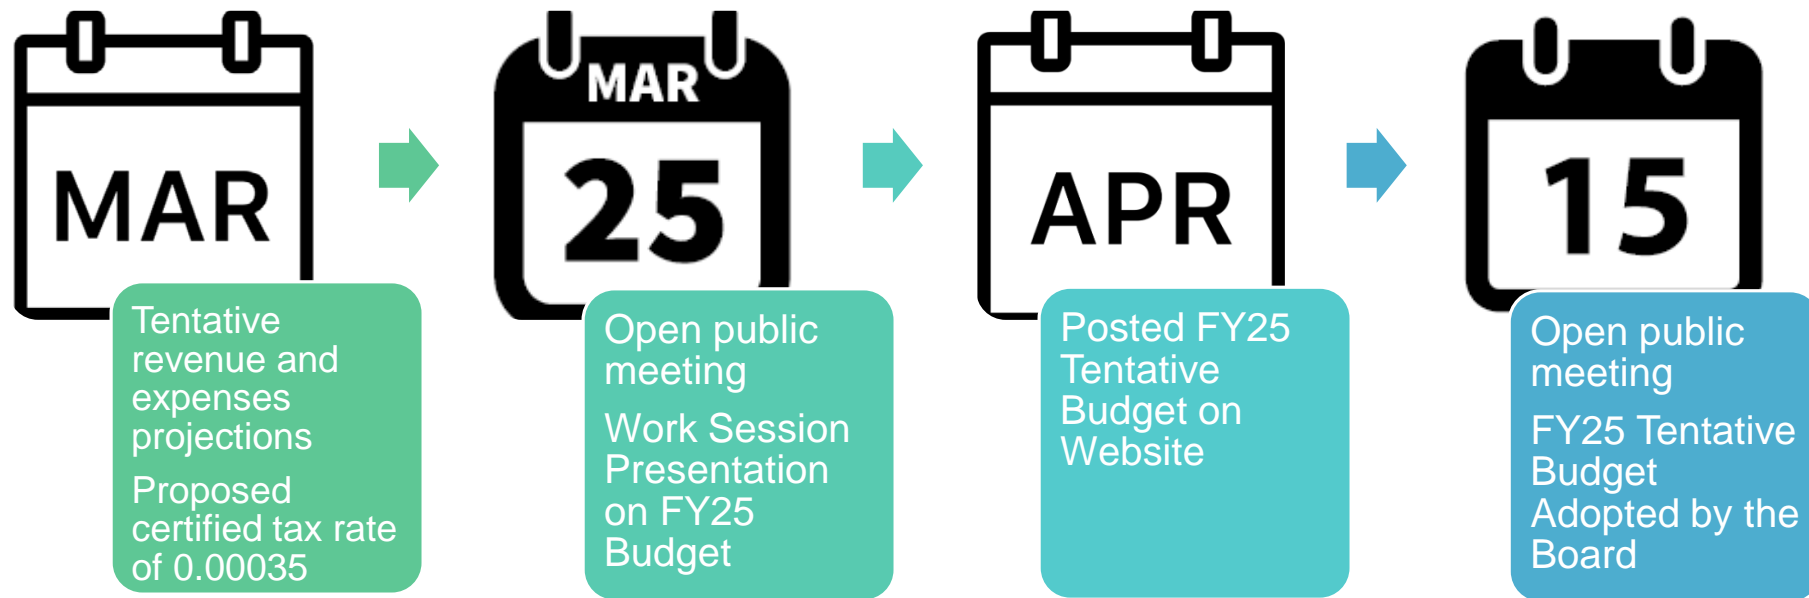 MAR
Tentative
revenue and
expenses
projections
Proposed
certified tax rate
of 0.00035
MAR
25
Open public
meeting
Work Session
Presentation
on FY25
Budget
APR
Posted FY25
Tentative
Budget on
Website
15
Open public
meeting
FY25 Tentative
Budget
Adopted by the
Board